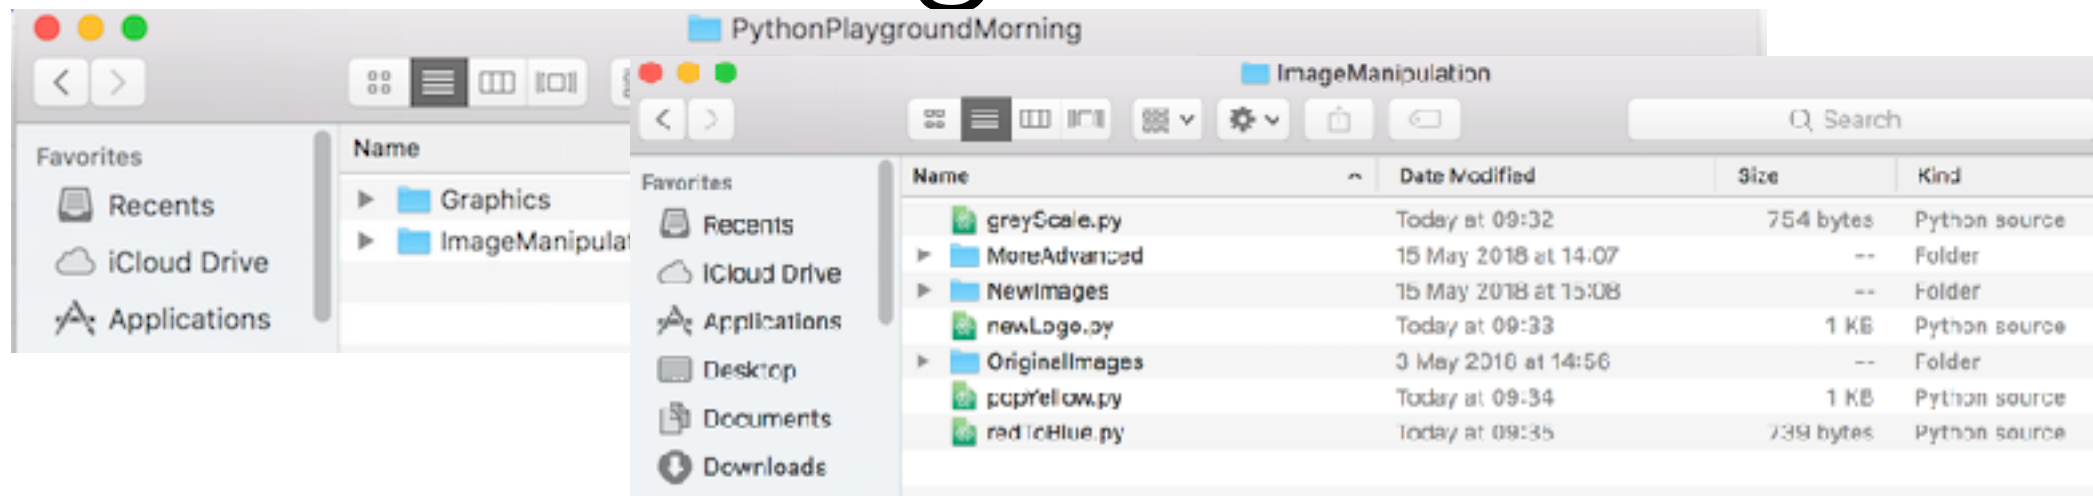 PythonPlaygroundMorning
Favorites
Recents
iCloud Drive
Applications
Name
Graphics
ImageManipulat
ImageManipulation
Search
Favorites
Recents
iCloud Drive
Applications
Desktop
Documents
Downloads
Name Date Modified Size Kind
greyScale.py Today at 09:32 754 bytes Python source
MoreAdvanced 15 May 2018 at 14:07 -- Folder
NewImages 15 May 2018 at 15:08 -- Folder
newLogo.py Today at 09:33 1 KB Python source
OriginalImages 3 May 2018 at 14:56 -- Folder
popYellow.py Today at 09:34 1 KB Python source
redToBlue.py Today at 09:35 739 bytes Python source